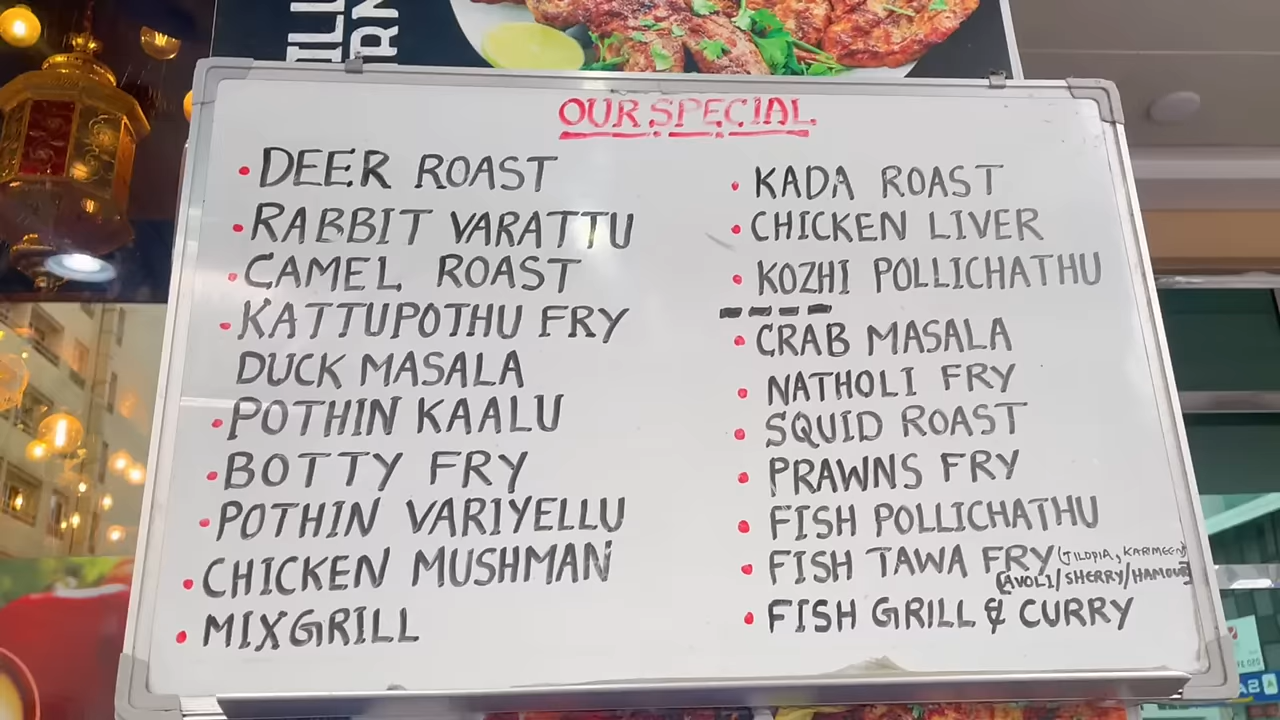 OUR SPECIAL
• DEER ROAST
• RABBIT VARATTU
• CAMEL ROAST
• KATTUPOTHU FRY
DUCK MASALA
• POTHIN KAALU
• BOTTY FRY
• POTHIN VARIYELLU
• CHICKEN MUSHMAN
• MIXGRILL
• KADA ROAST
• CHICKEN LIVER
• KOZHI POLLICHATHU
• CRAB MASALA
• NATHOLI FRY
• SQUID ROAST
• PRAWNS FRY
• FISH POLLICHATHU
• FISH TAWA FRY (TILOPIA, KARIMEEN)
(AVOLI/SHERRY/HAMOUR)
• FISH GRILL & CURRY